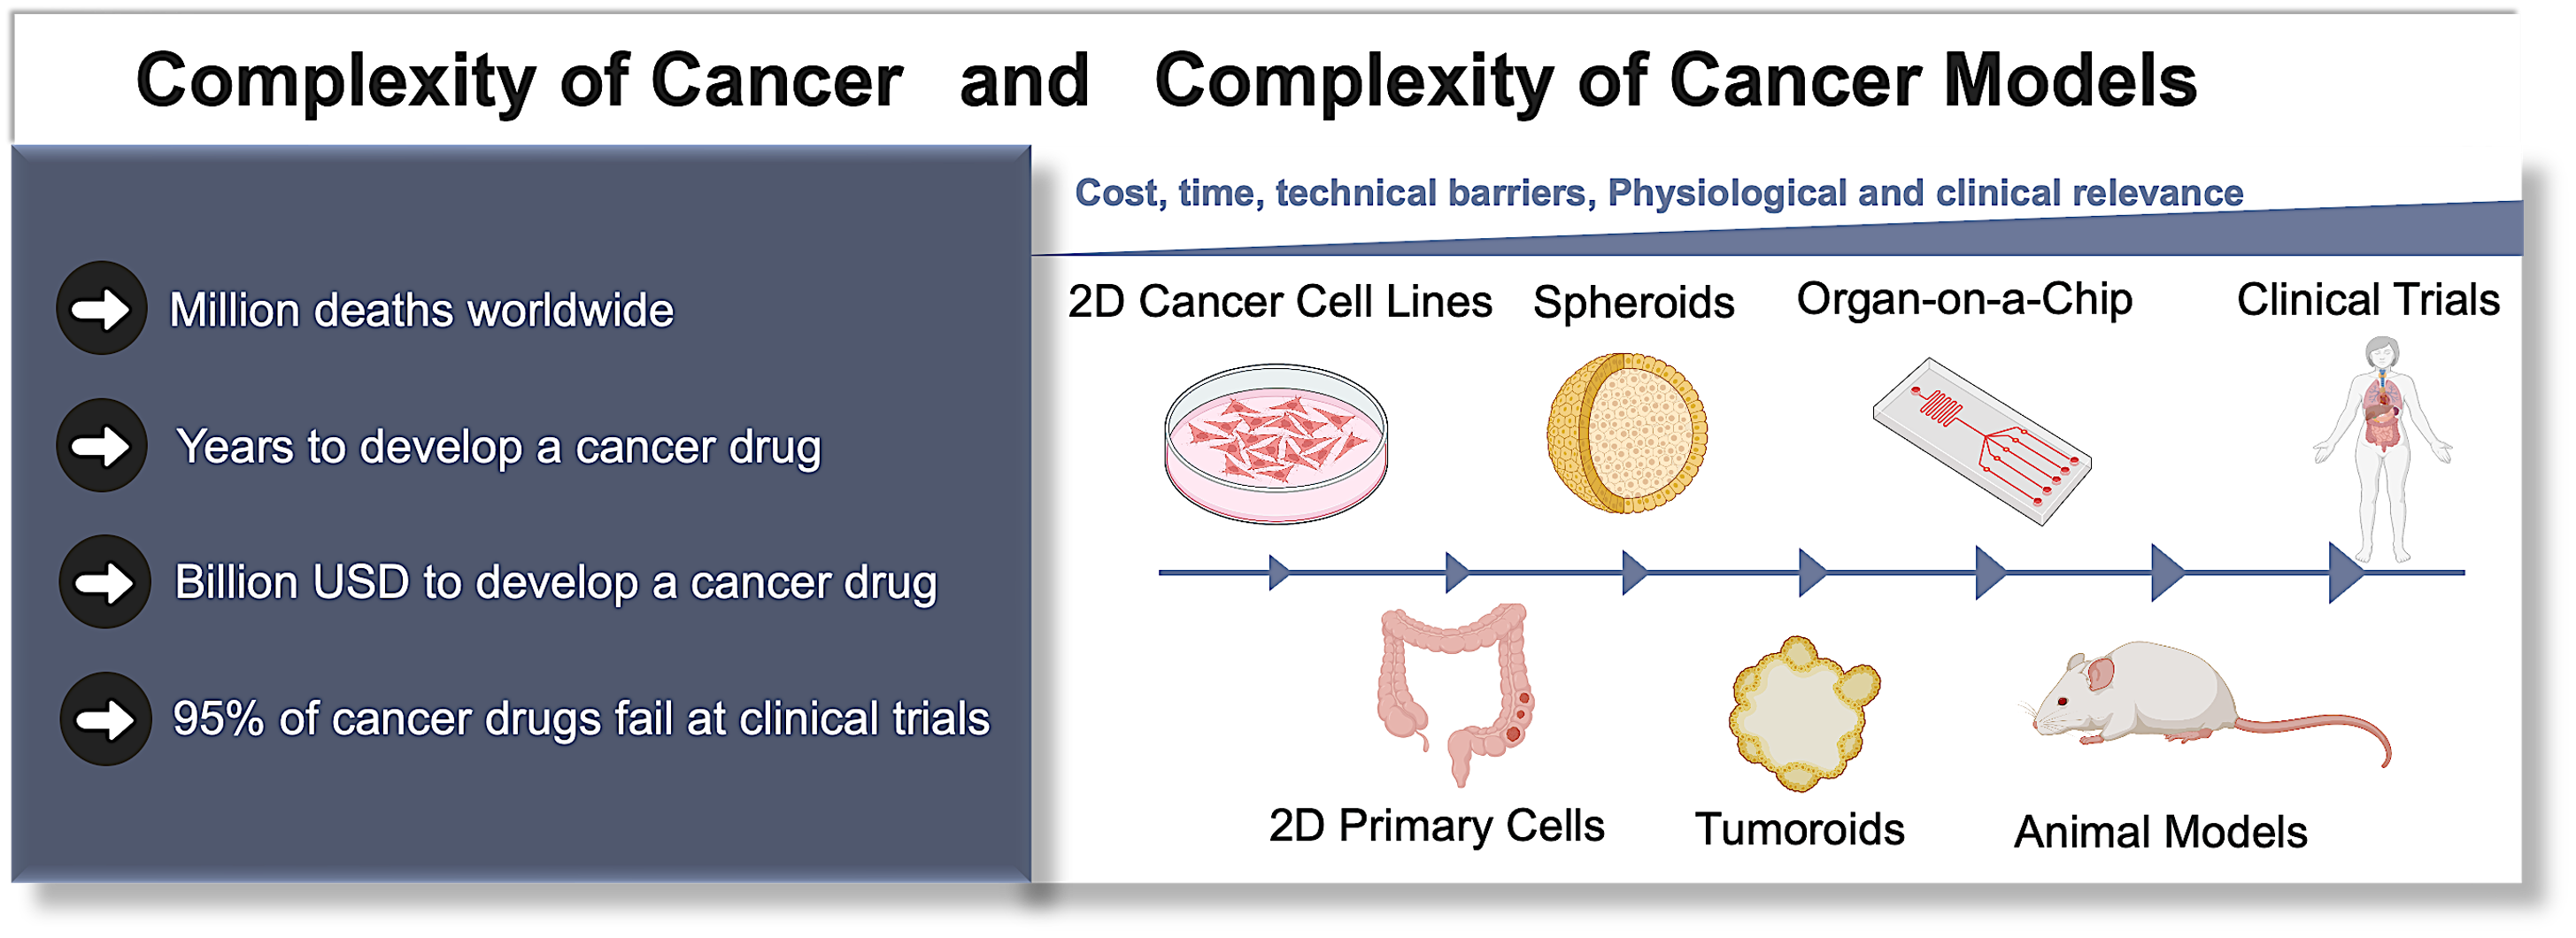 Complexity of Cancer and Complexity of Cancer Models
Million deaths worldwide
Years to develop a cancer drug
Billion USD to develop a cancer drug
95% of cancer drugs fail at clinical trials
Cost, time, technical barriers, Physiological and clinical relevance
2D Cancer Cell Lines
Spheroids
Organ-on-a-Chip
Clinical Trials
2D Primary Cells
Tumoroids
Animal Models